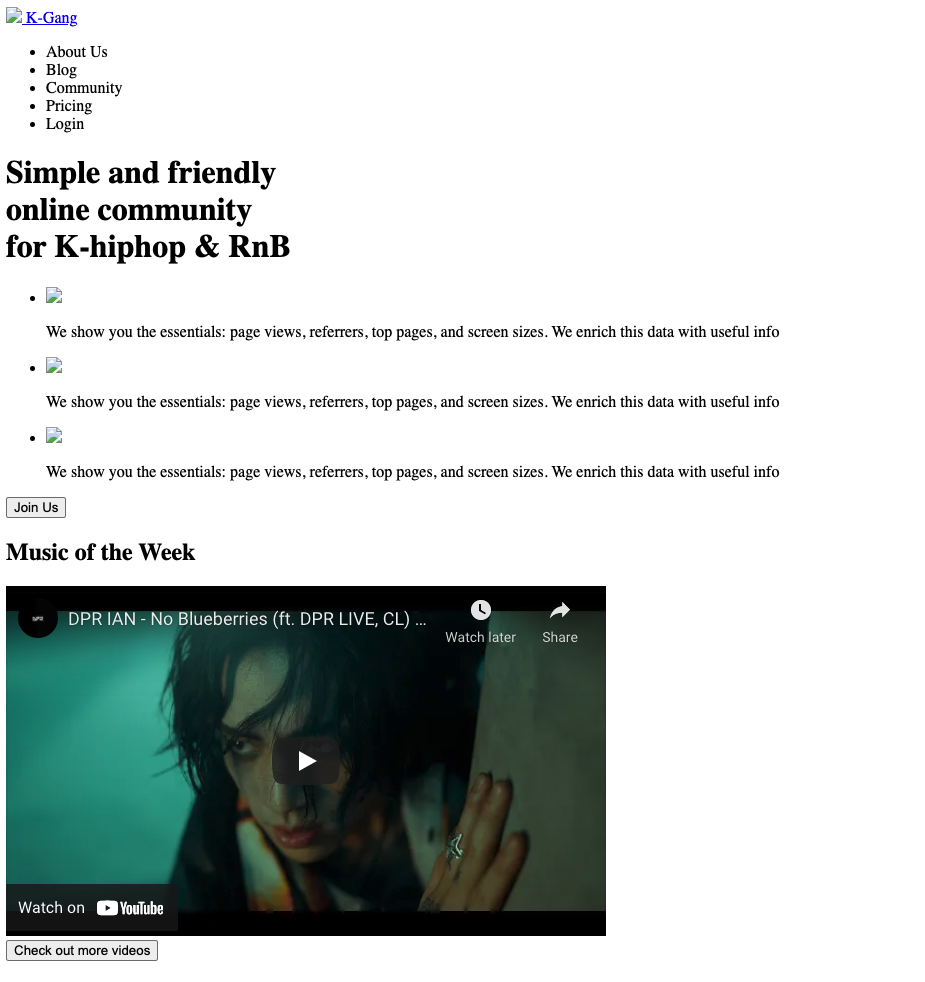 K-Gang
About Us
Blog
Community
Pricing
Login
Simple and friendly
online community
for K-hiphop & RnB
We show you the essentials: page views, referrers, top pages, and screen sizes. We enrich this data with useful info
We show you the essentials: page views, referrers, top pages, and screen sizes. We enrich this data with useful info
We show you the essentials: page views, referrers, top pages, and screen sizes. We enrich this data with useful info
Join Us
Music of the Week
DPR IAN - No Blueberries (ft. DPR LIVE, CL) ...
Watch later
Share
Watch on YouTube
Check out more videos